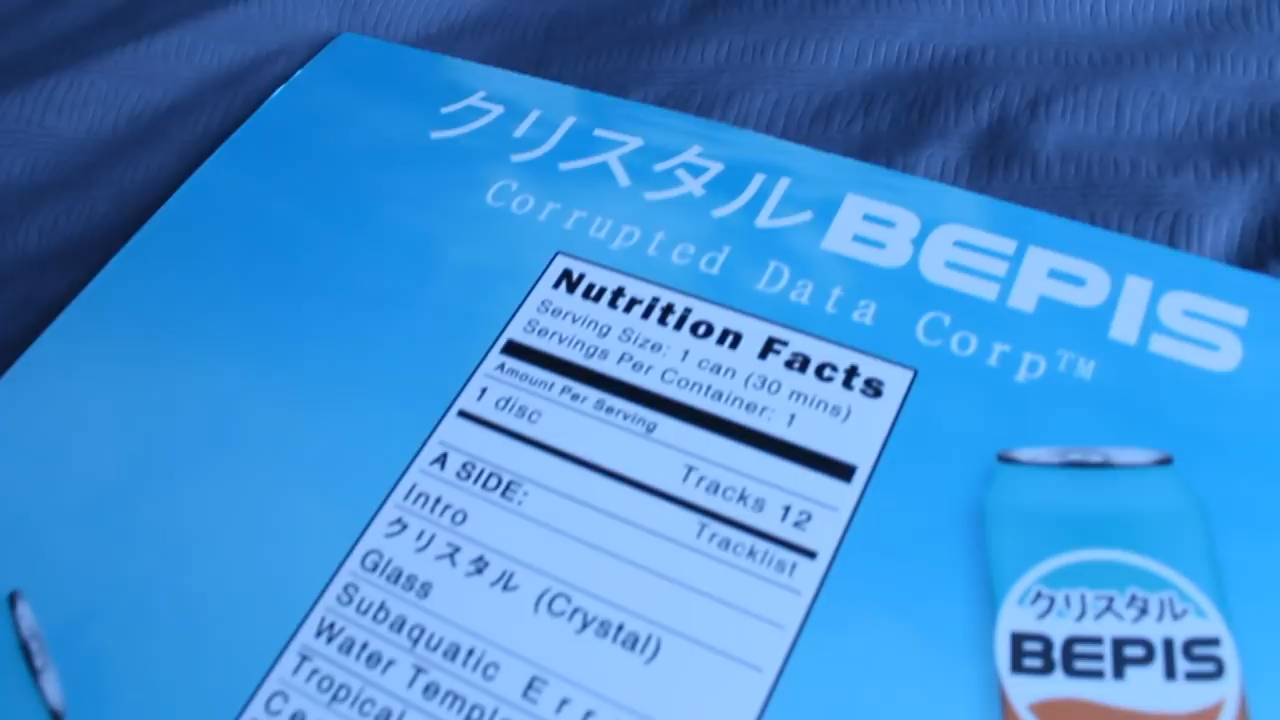 クリスタルBEPIS
Corrupted Data Corp™
Nutrition Facts
Serving Size: 1 can (30 mins)
Servings Per Container: 1
Amount Per Serving
1 disc Tracks 12
Tracklist
A SIDE:
Intro
クリスタル (Crystal)
Glass
Subaquatic
Water
Tropical
クリスタル
BEPIS